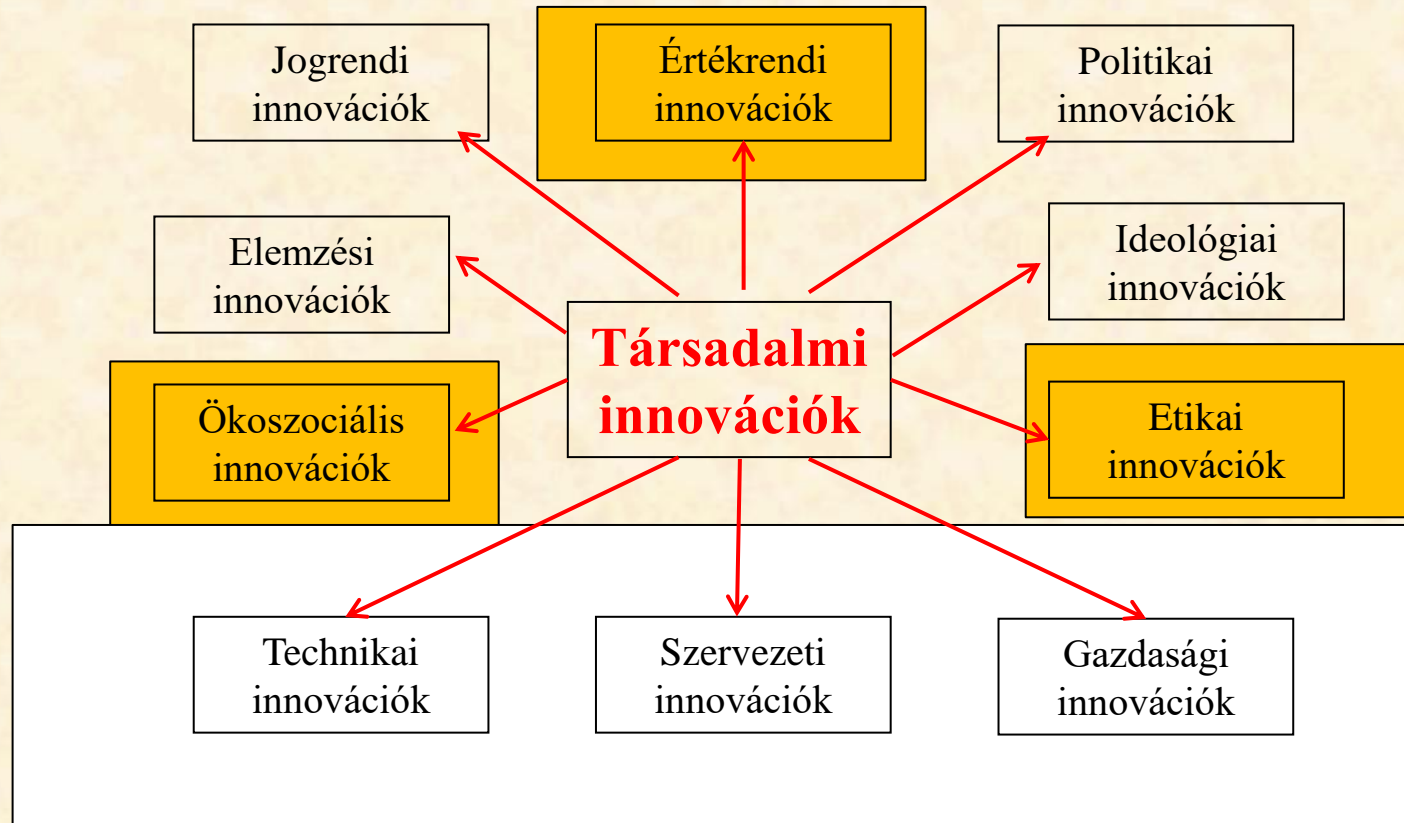 Jogrendi
innovációk
Értékrendi
innovációk
Politikai
innovációk
Elemzési
innovációk
Ideológiai
innovációk
Társadalmi
innovációk
Ökoszociális
innovációk
Etikai
innovációk
Technikai
innovációk
Szervezeti
innovációk
Gazdasági
innovációk